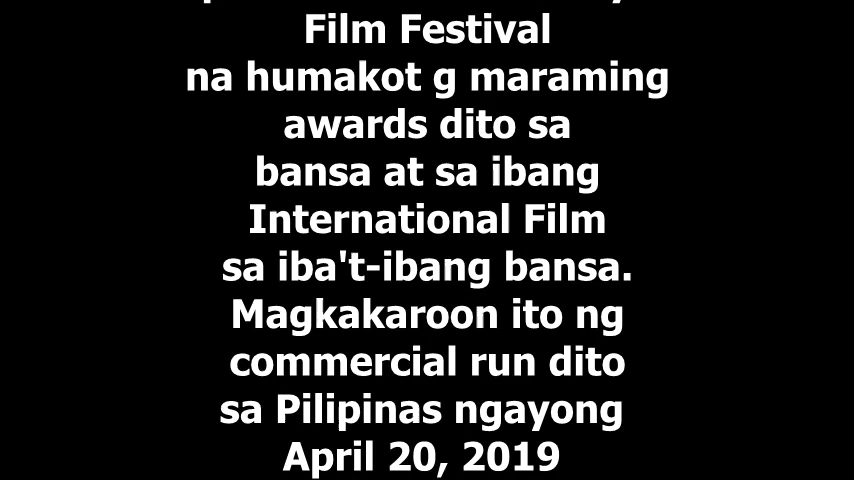 Film Festival
na humakot g maraming
awards dito sa
bansa at sa ibang
International Film
sa iba't-ibang bansa.
Magkakaroon ito ng
commercial run dito
sa Pilipinas ngayong
April 20, 2019